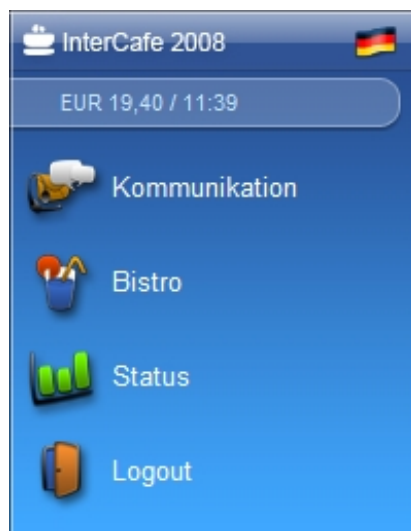 InterCafe 2008
EUR 19,40 / 11:39
Kommunikation
Bistro
Status
Logout